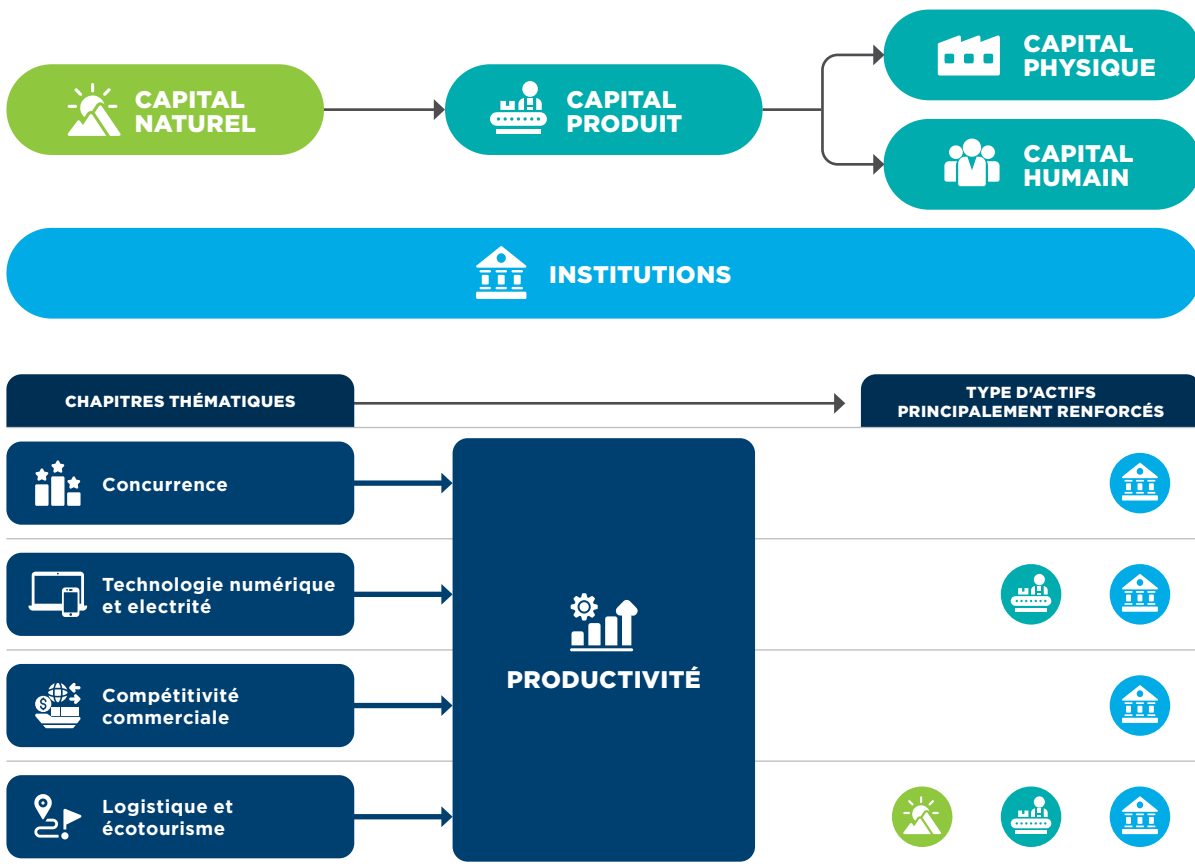 CAPITAL
NATUREL
CAPITAL
PRODUIT
CAPITAL
PHYSIQUE
CAPITAL
HUMAIN
INSTITUTIONS
CHAPITRES THÉMATIQUES
TYPE D'ACTIFS
PRINCIPALEMENT RENFORCÉS
Concurrence
Technologie numérique
et electrité
Compétitivité
commerciale
Logistique et
écotourisme
PRODUCTIVITÉ
$